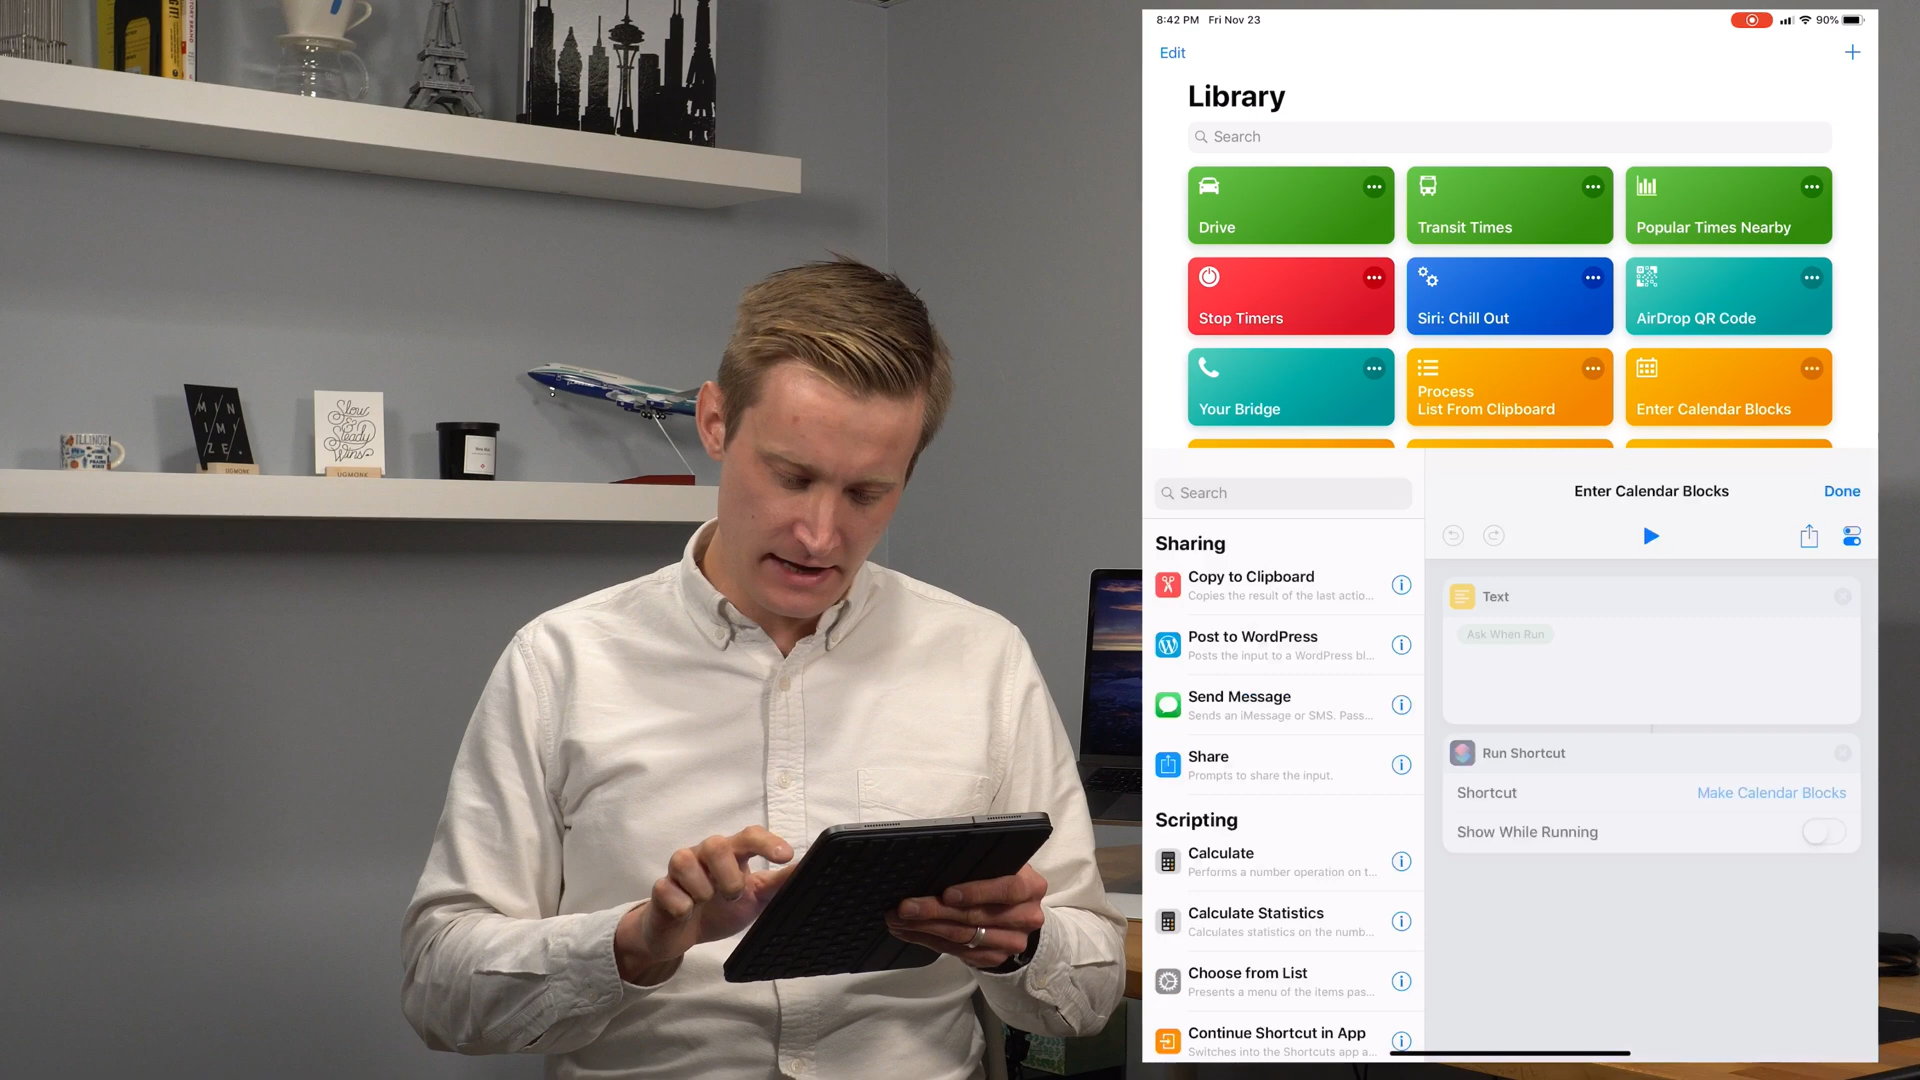 8:42 PM Fri Nov 23
90%
Edit
Library
Search
Drive
Transit Times
Popular Times Nearby
Stop Timers
Siri: Chill Out
AirDrop QR Code
Your Bridge
Process
List From Clipboard
Enter Calendar Blocks
Search
Enter Calendar Blocks
Done
Sharing
Copy to Clipboard
Copies the result of the last actio...
Post to WordPress
Posts the input to a WordPress bl...
Send Message
Sends an iMessage or SMS. Pass...
Share
Prompts to share the input.
Scripting
Calculate
Performs a number operation on t...
Calculate Statistics
Calculates statistics on the numb...
Choose from List
Presents a menu of the items pas...
Continue Shortcut in App
Switches into the Shortcuts app a...
Text
Ask When Run
Run Shortcut
Shortcut
Make Calendar Blocks
Show While Running
MIN
IMI
ZE.
UGMONK
Slow
&
Steady
Wins.
UGMONK
ILLINOIS